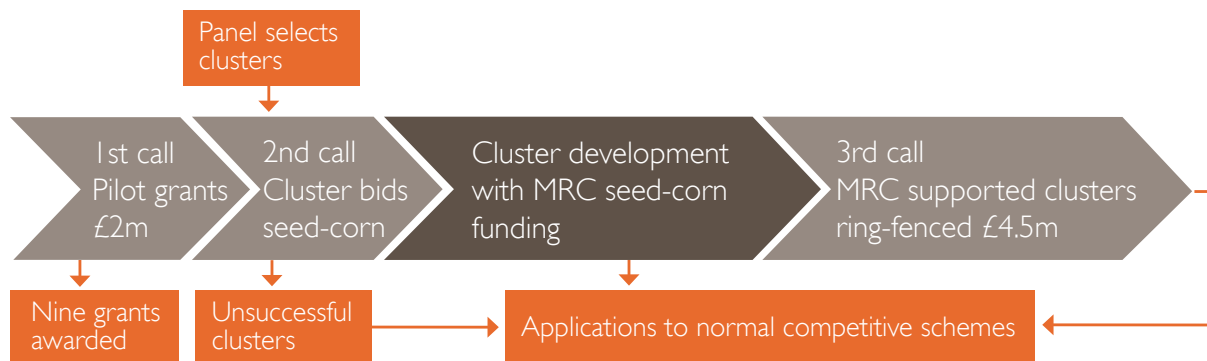 Panel selects
clusters
1st call
Pilot grants
£2m
2nd call
Cluster bids
seed-corn
Cluster development
with MRC seed-corn
funding
3rd call
MRC supported clusters
ring-fenced £4.5m
Nine grants
awarded
Unsuccessful
clusters
Applications to normal competitive schemes